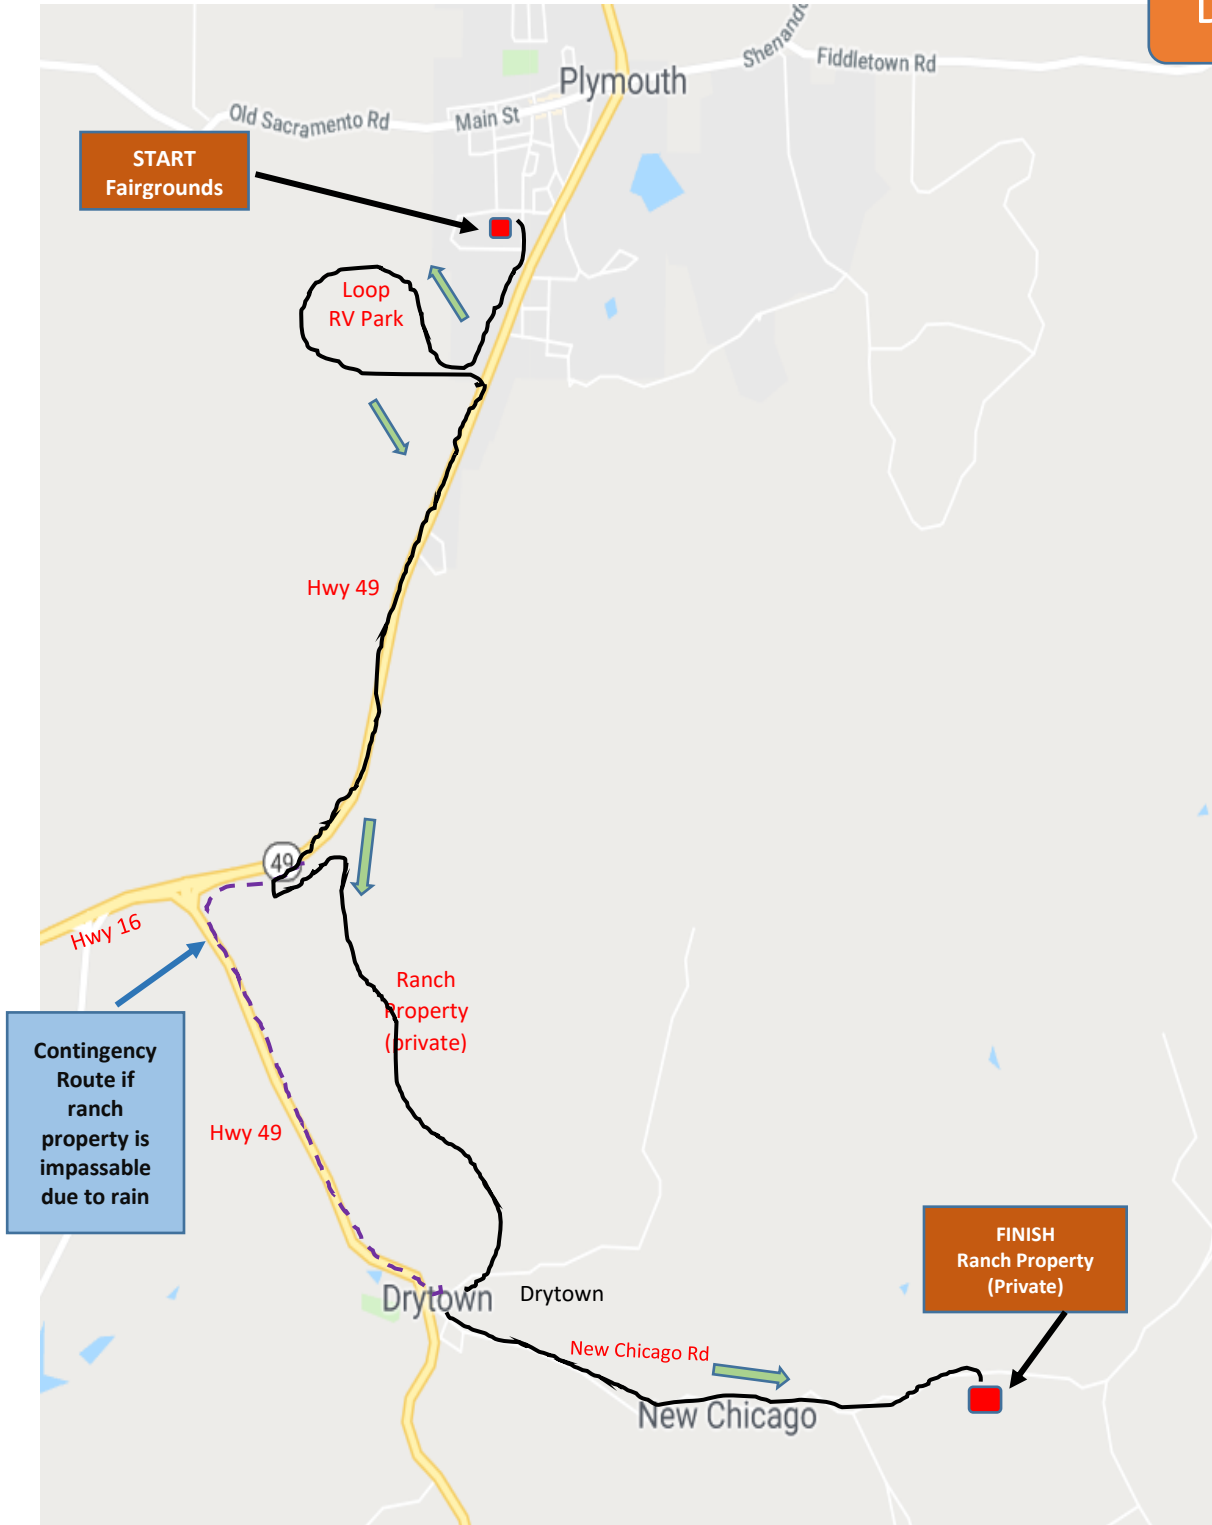 D
Plymouth
Shenando
Fiddletown Rd
Old Sacramento Rd
Main St
START
Fairgrounds
Loop
RV Park
Hwy 49
49
Hwy 16
Ranch
Property
(private)
Contingency
Route if
ranch
property is
impassable
due to rain
Hwy 49
FINISH
Ranch Property
(Private)
Drytown
Drytown
New Chicago Rd
New Chicago